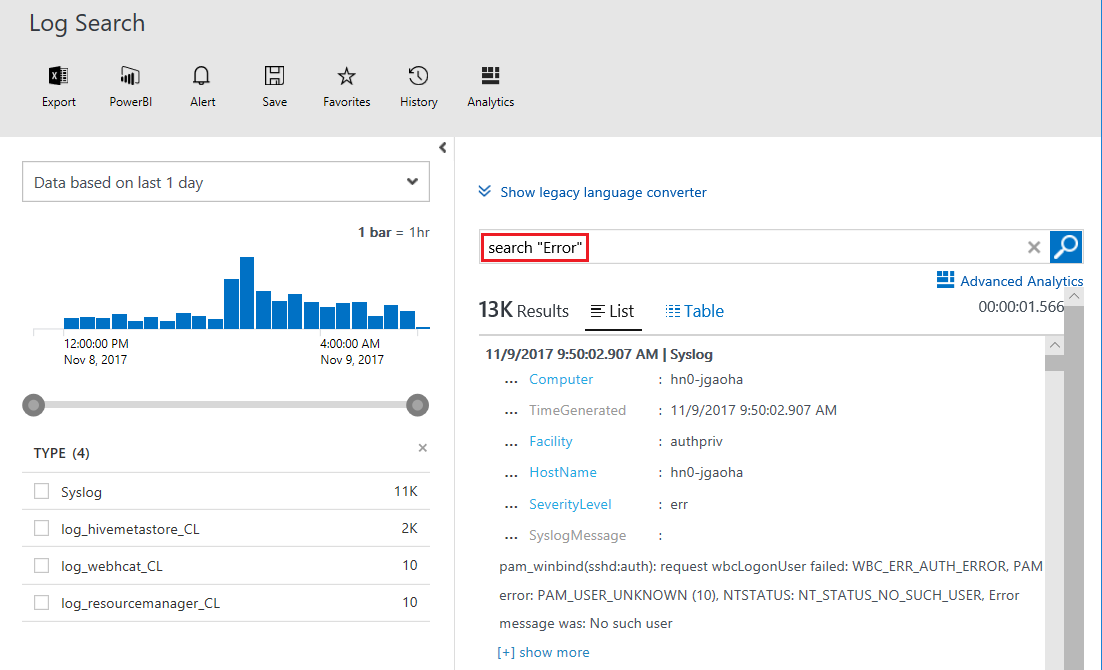 Log Search
Export PowerBI Alert Save Favorites History Analytics
Data based on last 1 day
1 bar = 1hr
12:00:00 PM 4:00:00 AM
Nov 8, 2017 Nov 9, 2017
TYPE (4)
Syslog 11K
log_hivemetastore_CL 2K
log_webhcat_CL 10
log_resourcemanager_CL 10
Show legacy language converter
search "Error"
Advanced Analytics
13K Results List Table 00:00:01.566
11/9/2017 9:50:02.907 AM | Syslog
... Computer : hn0-jgaoha
... TimeGenerated : 11/9/2017 9:50:02.907 AM
... Facility : authpriv
... HostName : hn0-jgaoha
... SeverityLevel : err
... SyslogMessage :
pam_winbind(sshd:auth): request wbcLogonUser failed: WBC_ERR_AUTH_ERROR, PAM
error: PAM_USER_UNKNOWN (10), NTSTATUS: NT_STATUS_NO_SUCH_USER, Error
message was: No such user
[+] show more